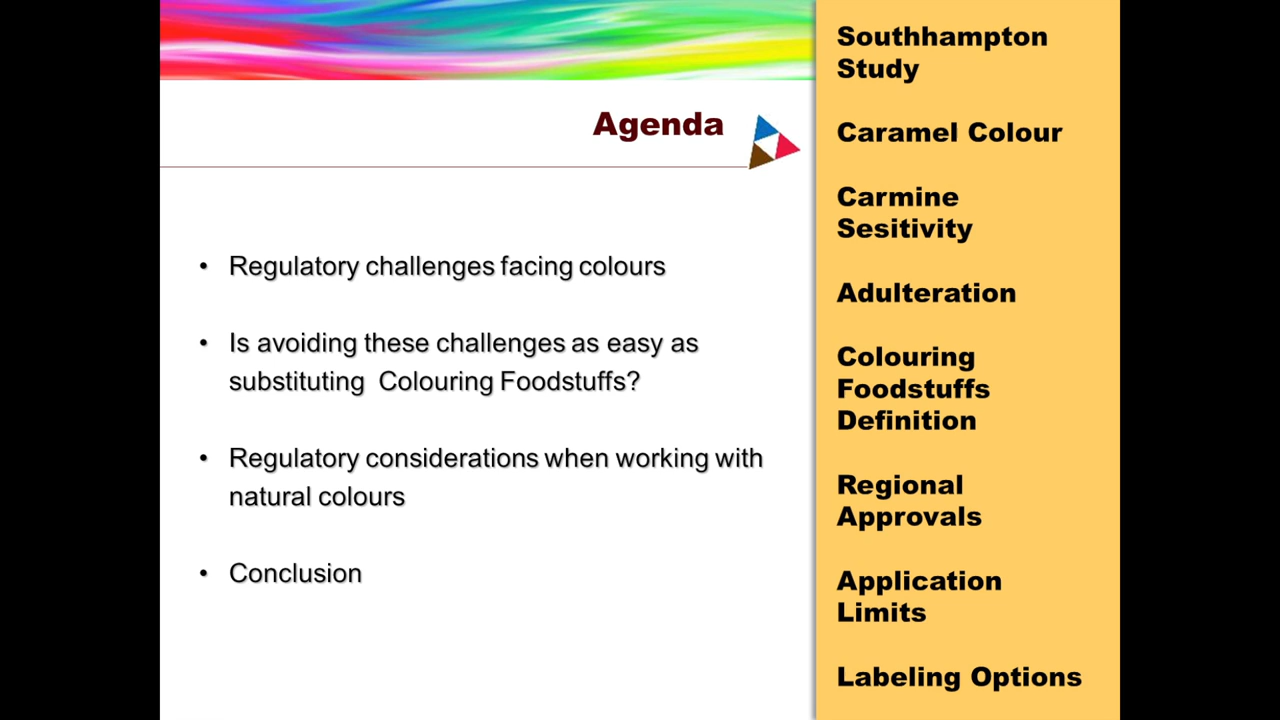 Agenda
• Regulatory challenges facing colours
• Is avoiding these challenges as easy as
substituting  Colouring Foodstuffs?
• Regulatory considerations when working with
natural colours
• Conclusion
Southhampton
Study
Caramel Colour
Carmine
Sesitivity
Adulteration
Colouring
Foodstuffs
Definition
Regional
Approvals
Application
Limits
Labeling Options